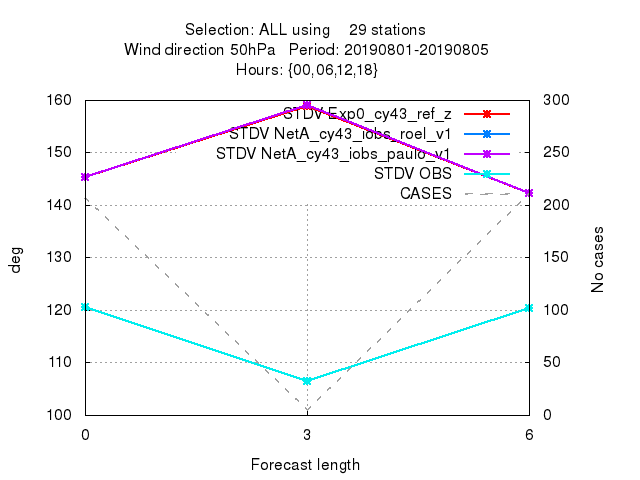 Selection: ALL using 29 stations
Wind direction 50hPa Period: 20190801-20190805
Hours: {00,06,12,18}
160 300
STDV Exp0_cy43_ref_z
STDV NetA_cy43_iobs_roel_v1
150 250
STDV NetA_cy43_iobs_paulo_v1
STDV OBS
CASES
140 200
130 150
deg
No cases
120 100
110 50
100 0
0 3 6
Forecast length